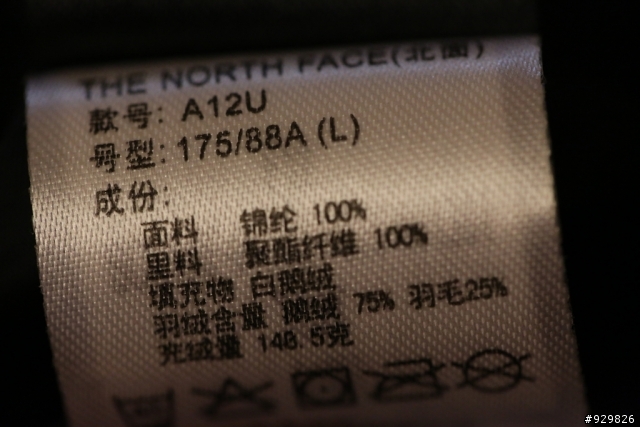 THE NORTH FACE(北面)
款号: A12U
号型: 175/88A (L)
成份:
面料 锦纶 100%
里料 聚酯纤维 100%
填充物 白鹅绒
羽绒含量 鹅绒 75% 羽毛25%
充绒量 140.5克
#929826